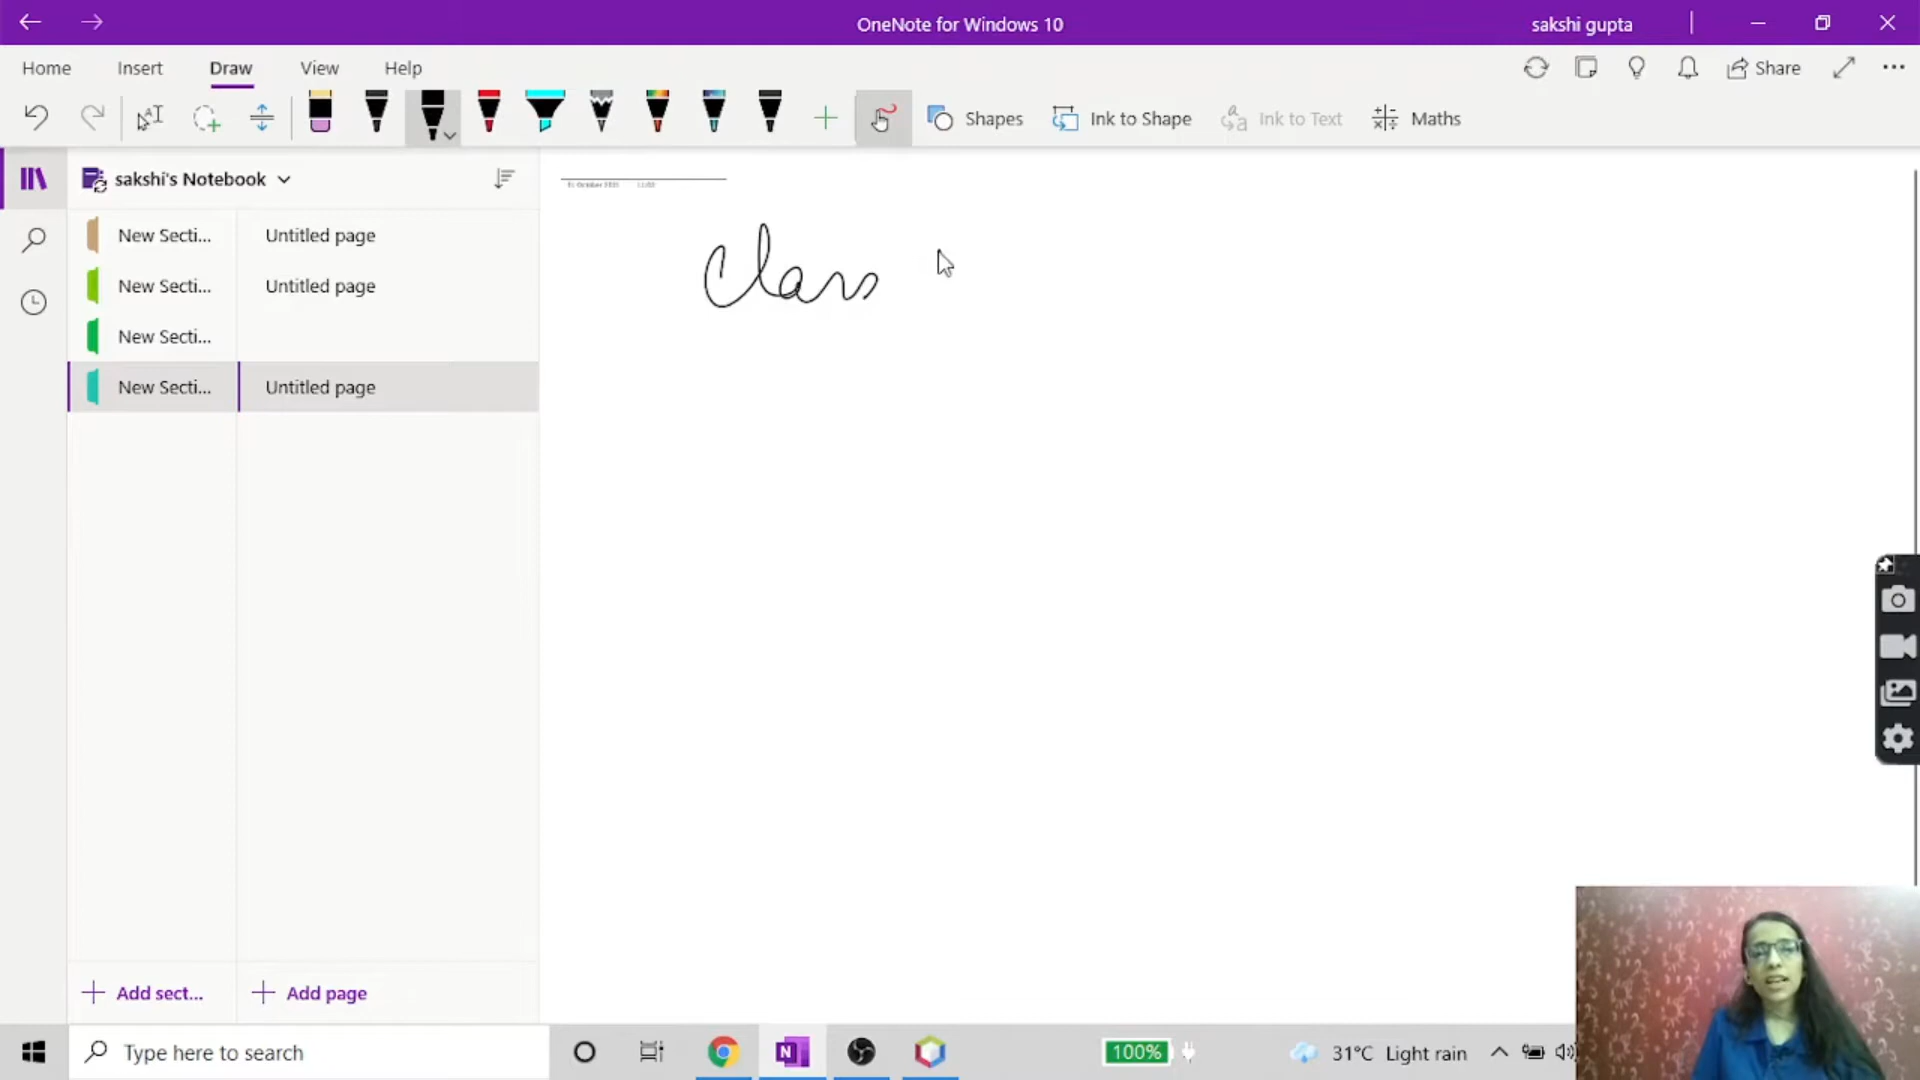 OneNote for Windows 10
sakshi gupta
Home Insert Draw View Help
Share
Shapes Ink to Shape Ink to Text Maths
sakshi's Notebook
New Secti... Untitled page
New Secti... Untitled page
New Secti...
New Secti... Untitled page
Class
Add sect... Add page
Type here to search
100%
31°C Light rain